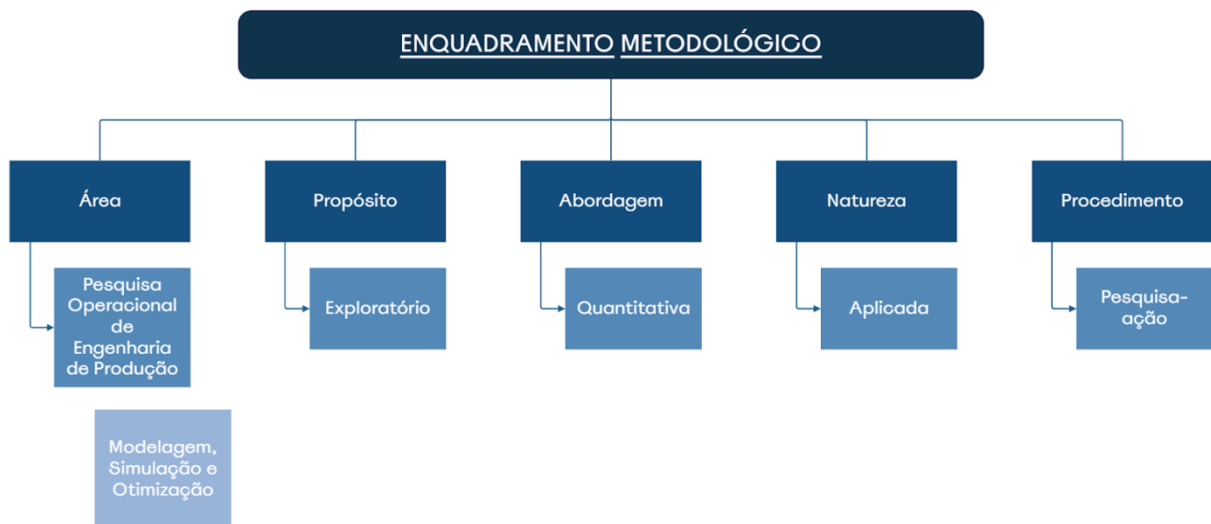 ENQUADRAMENTO METODOLÓGICO
Área
Propósito
Abordagem
Natureza
Procedimento
Pesquisa
Operacional
de
Engenharia
de Produção
Exploratório
Quantitativa
Aplicada
Pesquisa-
ação
Modelagem,
Simulação e
Otimização